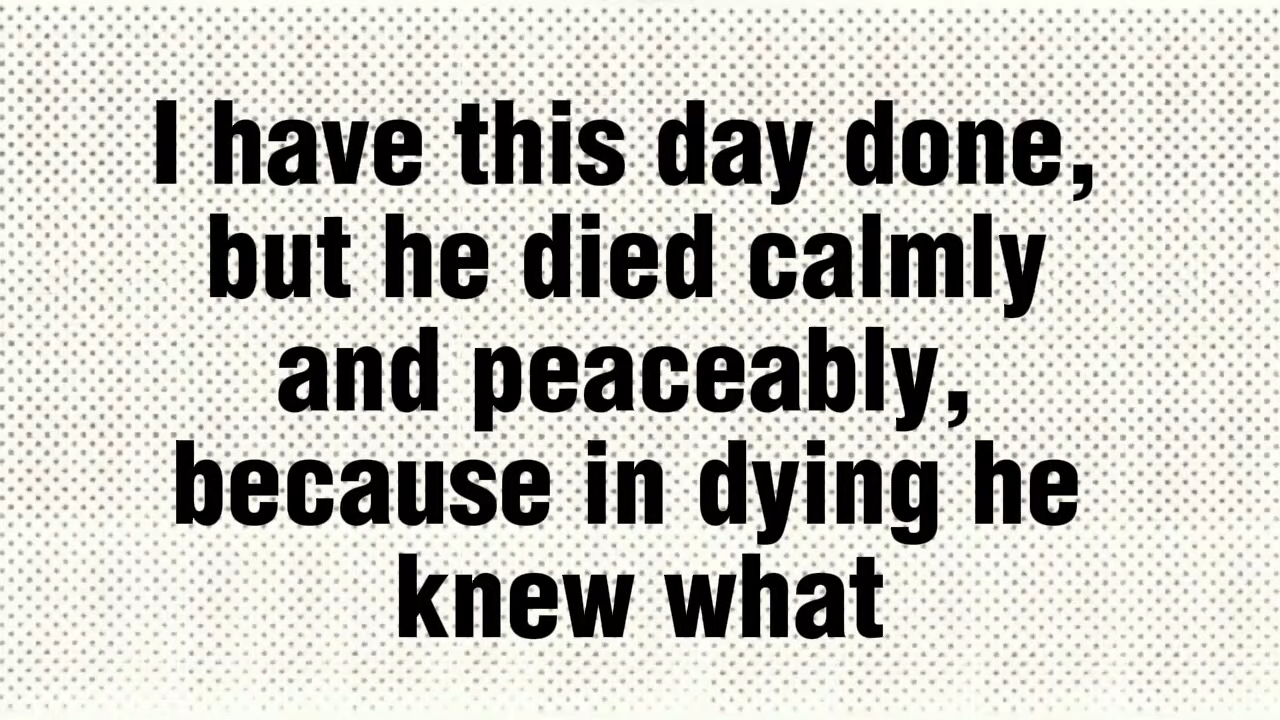 I have this day done,
but he died calmly
and peaceably,
because in dying he
knew what